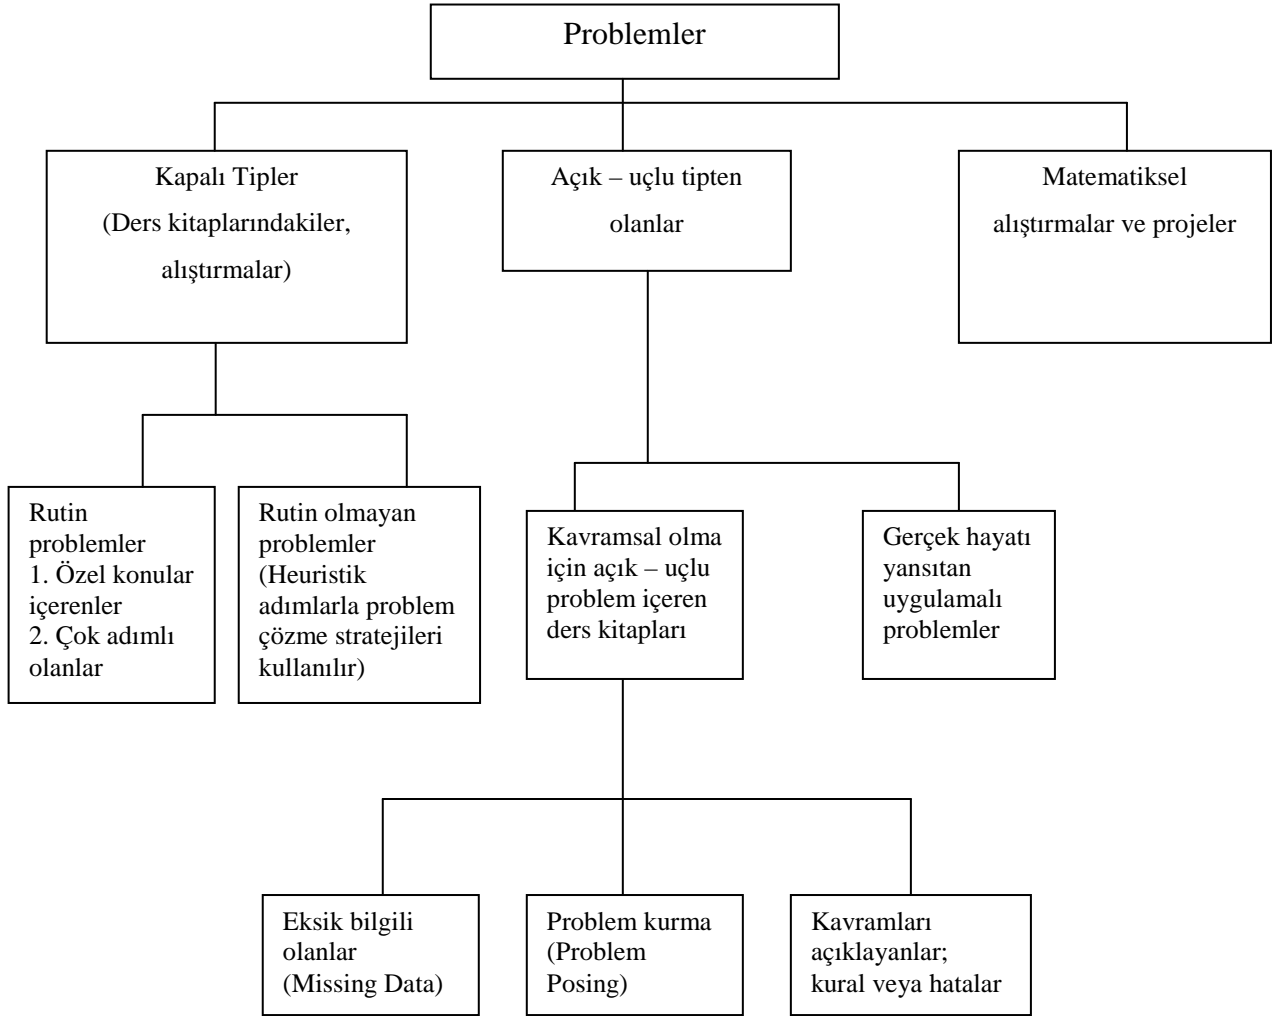 Problemler
Kapalı Tipler
(Ders kitaplarındakiler,
alıştırmalar)
Açık – uçlu tipten
olanlar
Matematiksel
alıştırmalar ve projeler
Rutin
problemler
1. Özel konular
içerenler
2. Çok adımlı
olanlar
Rutin olmayan
problemler
(Heuristik
adımlarla problem
çözme stratejileri
kullanılır)
Kavramsal olma
için açık – uçlu
problem içeren
ders kitapları
Gerçek hayatı
yansıtan
uygulamalı
problemler
Eksik bilgili
olanlar
(Missing Data)
Problem kurma
(Problem
Posing)
Kavramları
açıklayanlar;
kural veya hatalar